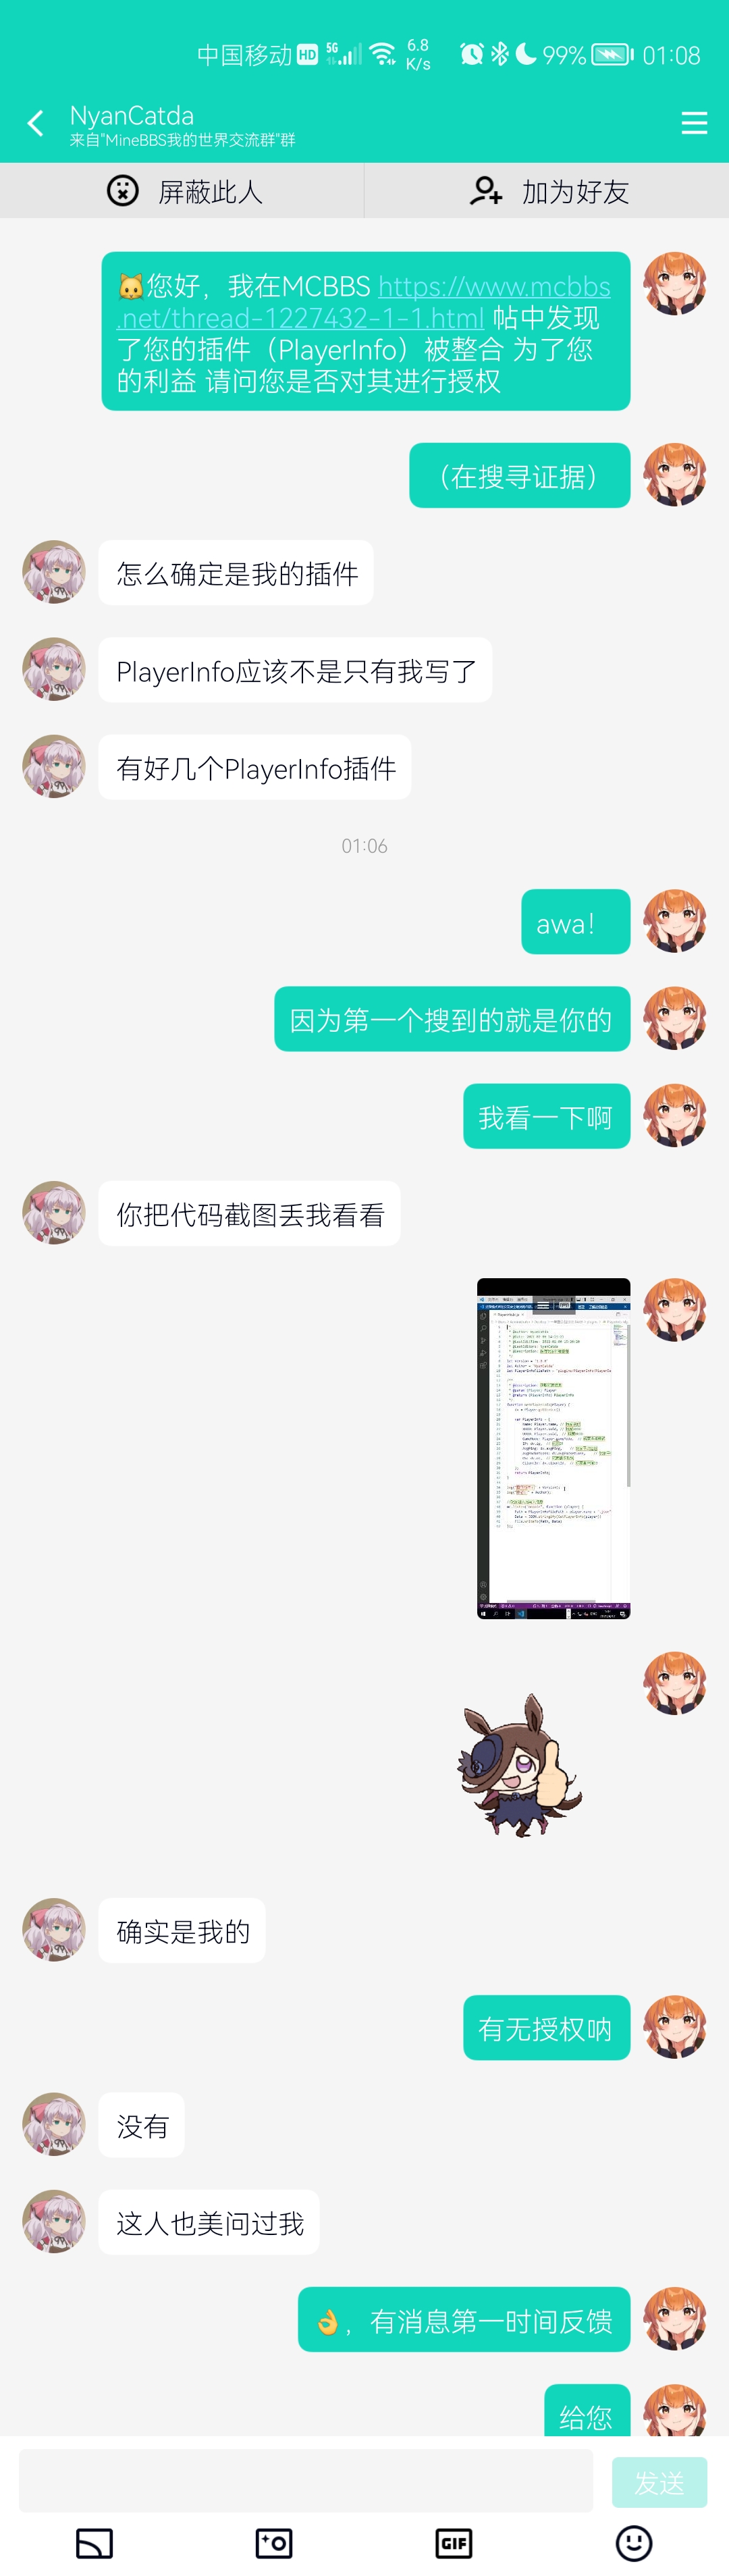 中国移动 HD 5G 6.8 K/s 99% 01:08
NyanCatda
来自"MineBBS我的世界交流群"群
屏蔽此人 加为好友
🐱您好，我在MCBBS https://www.mcbbs
.net/thread-1227432-1-1.html 帖中发现
了您的插件（PlayerInfo）被整合 为了您
的利益 请问您是否对其进行授权
（在搜寻证据）
怎么确定是我的插件
PlayerInfo应该不是只有我写了
有好几个PlayerInfo插件
01:06
awa！
因为第一个搜到的就是你的
我看一下啊
你把代码截图丢我看看
确实是我的
有无授权呐
没有
这人也美问过我
👌，有消息第一时间反馈
给您
发送
GIF